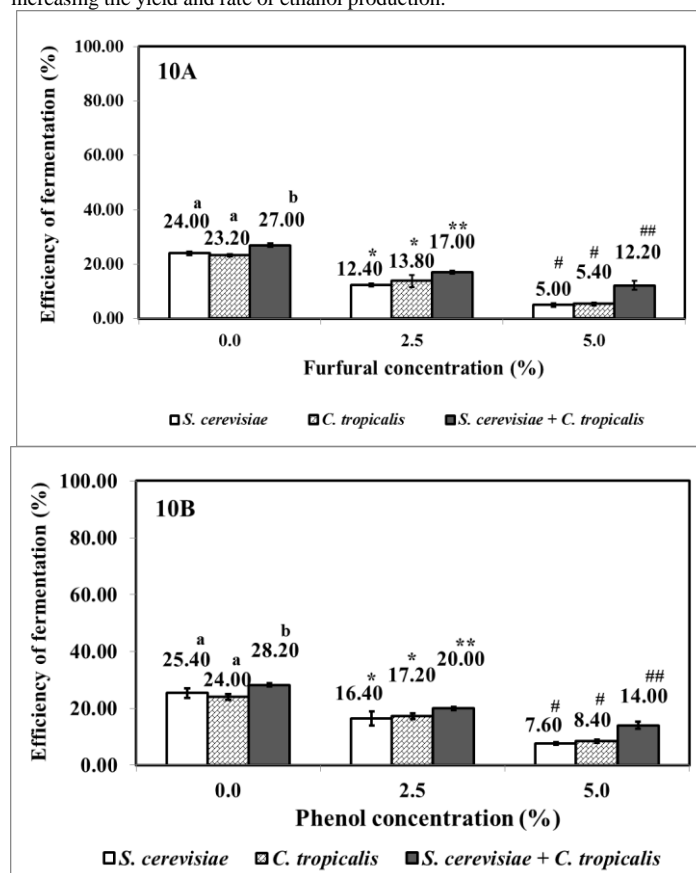 increasing the yield and rate of ethanol production.
10A
Efficiency of fermentation (%)
100.00
80.00
60.00
40.00
20.00
0.00
a a b
24.00 23.20 27.00
* * **
12.40 13.80 17.00
# # ##
5.00 5.40 12.20
0.0 2.5 5.0
Furfural concentration (%)
S. cerevisiae C. tropicalis S. cerevisiae + C. tropicalis
10B
Efficiency of fermentation (%)
100.00
80.00
60.00
40.00
20.00
0.00
a a b
25.40 24.00 28.20
* * **
16.40 17.20 20.00
# # ##
7.60 8.40 14.00
0.0 2.5 5.0
Phenol concentration (%)
S. cerevisiae C. tropicalis S. cerevisiae + C. tropicalis